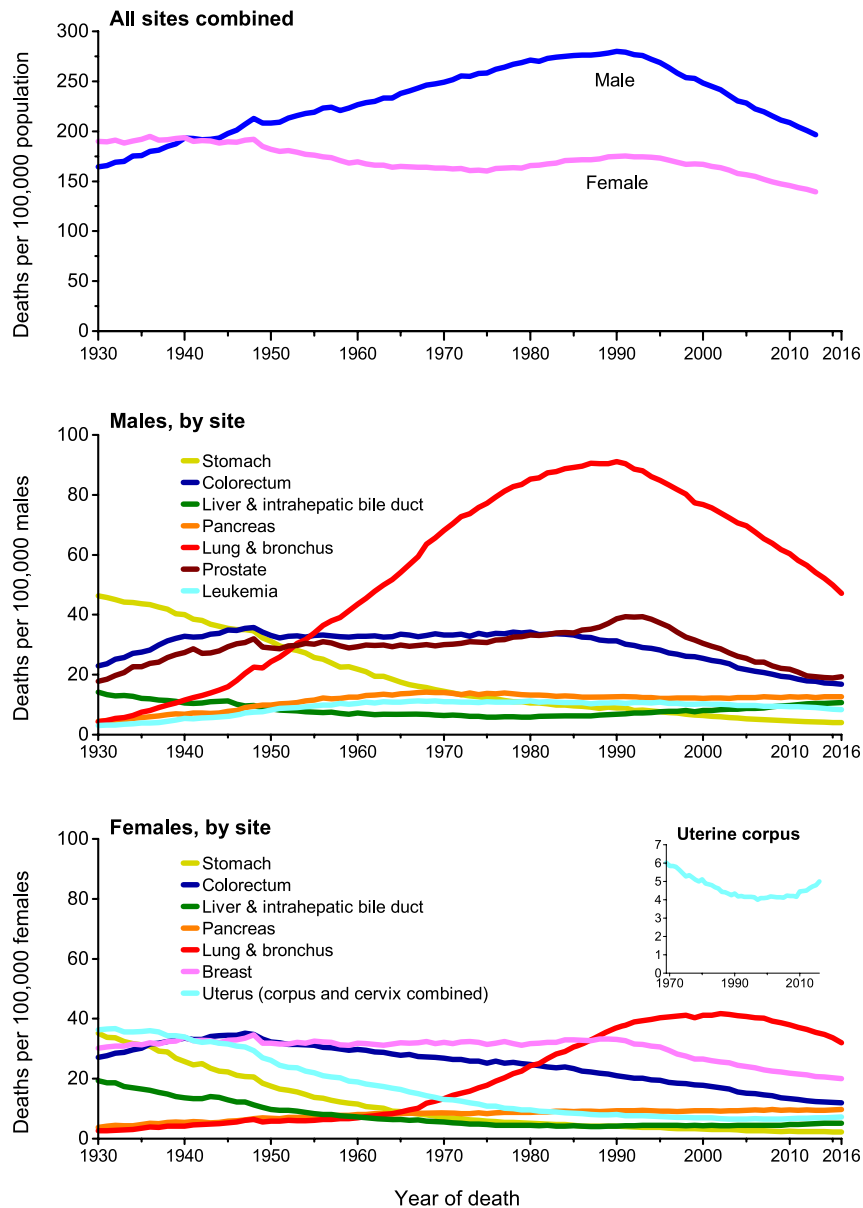 All sites combined
Deaths per 100,000 population
300
250
200
150
100
50
0
Male
Female
1930 1940 1950 1960 1970 1980 1990 2000 2010 2016
Males, by site
Deaths per 100,000 males
100
80
60
40
20
0
Stomach
Colorectum
Liver & intrahepatic bile duct
Pancreas
Lung & bronchus
Prostate
Leukemia
1930 1940 1950 1960 1970 1980 1990 2000 2010 2016
Females, by site
Deaths per 100,000 females
100
80
60
40
20
0
Stomach
Colorectum
Liver & intrahepatic bile duct
Pancreas
Lung & bronchus
Breast
Uterus (corpus and cervix combined)
Uterine corpus
6
5
4
3
2
1
0
1970 1990 2010
1930 1940 1950 1960 1970 1980 1990 2000 2010 2016
Year of death